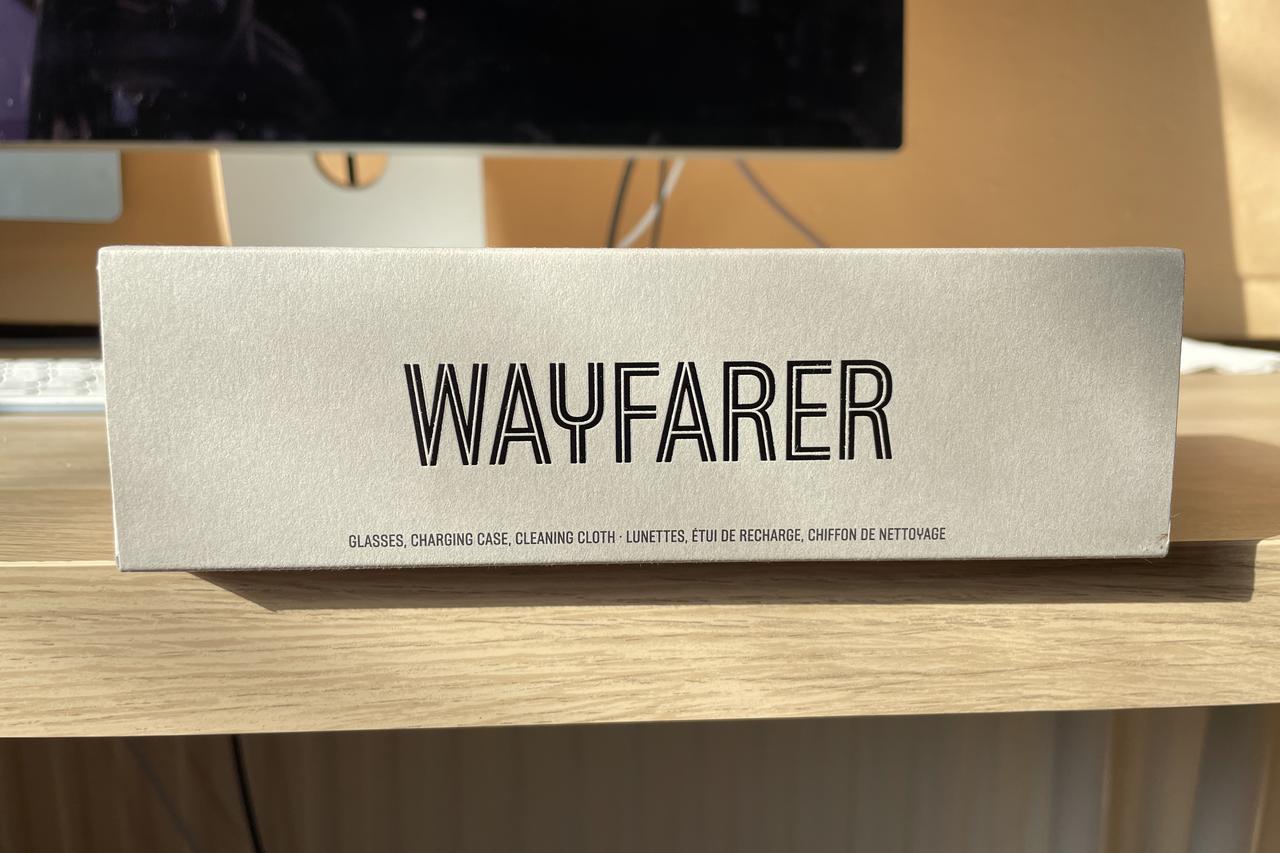 WAYFARER
GLASSES, CHARGING CASE, CLEANING CLOTH · LUNETTES, ÉTUI DE RECHARGE, CHIFFON DE NETTOYAGE